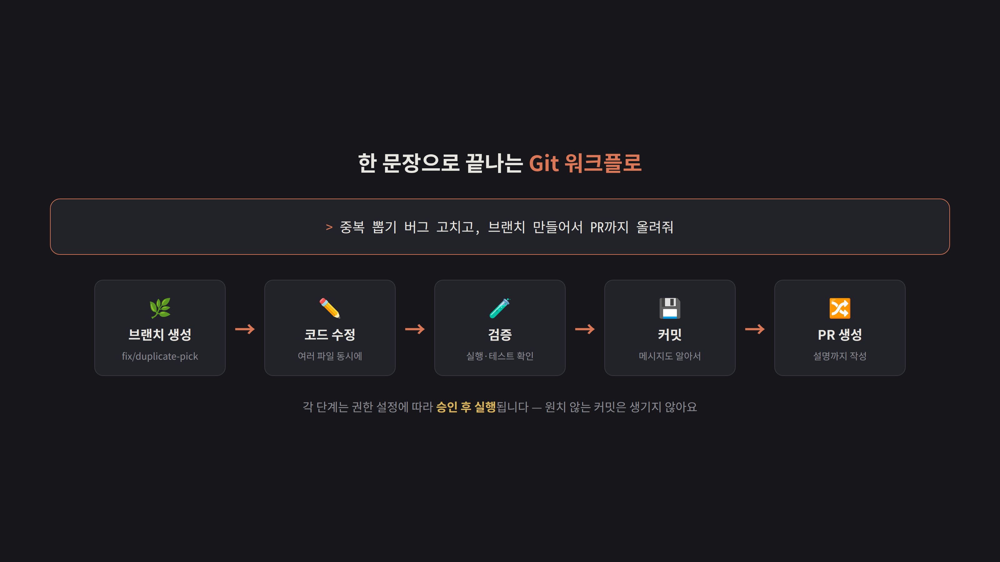 한 문장으로 끝나는 Git 워크플로
> 중복 뽑기 버그 고치고, 브랜치 만들어서 PR까지 올려줘
브랜치 생성
fix/duplicate-pick
→
코드 수정
여러 파일 동시에
→
검증
실행·테스트 확인
→
커밋
메시지도 알아서
→
PR 생성
설명까지 작성
각 단계는 권한 설정에 따라 승인 후 실행됩니다 — 원치 않는 커밋은 생기지 않아요